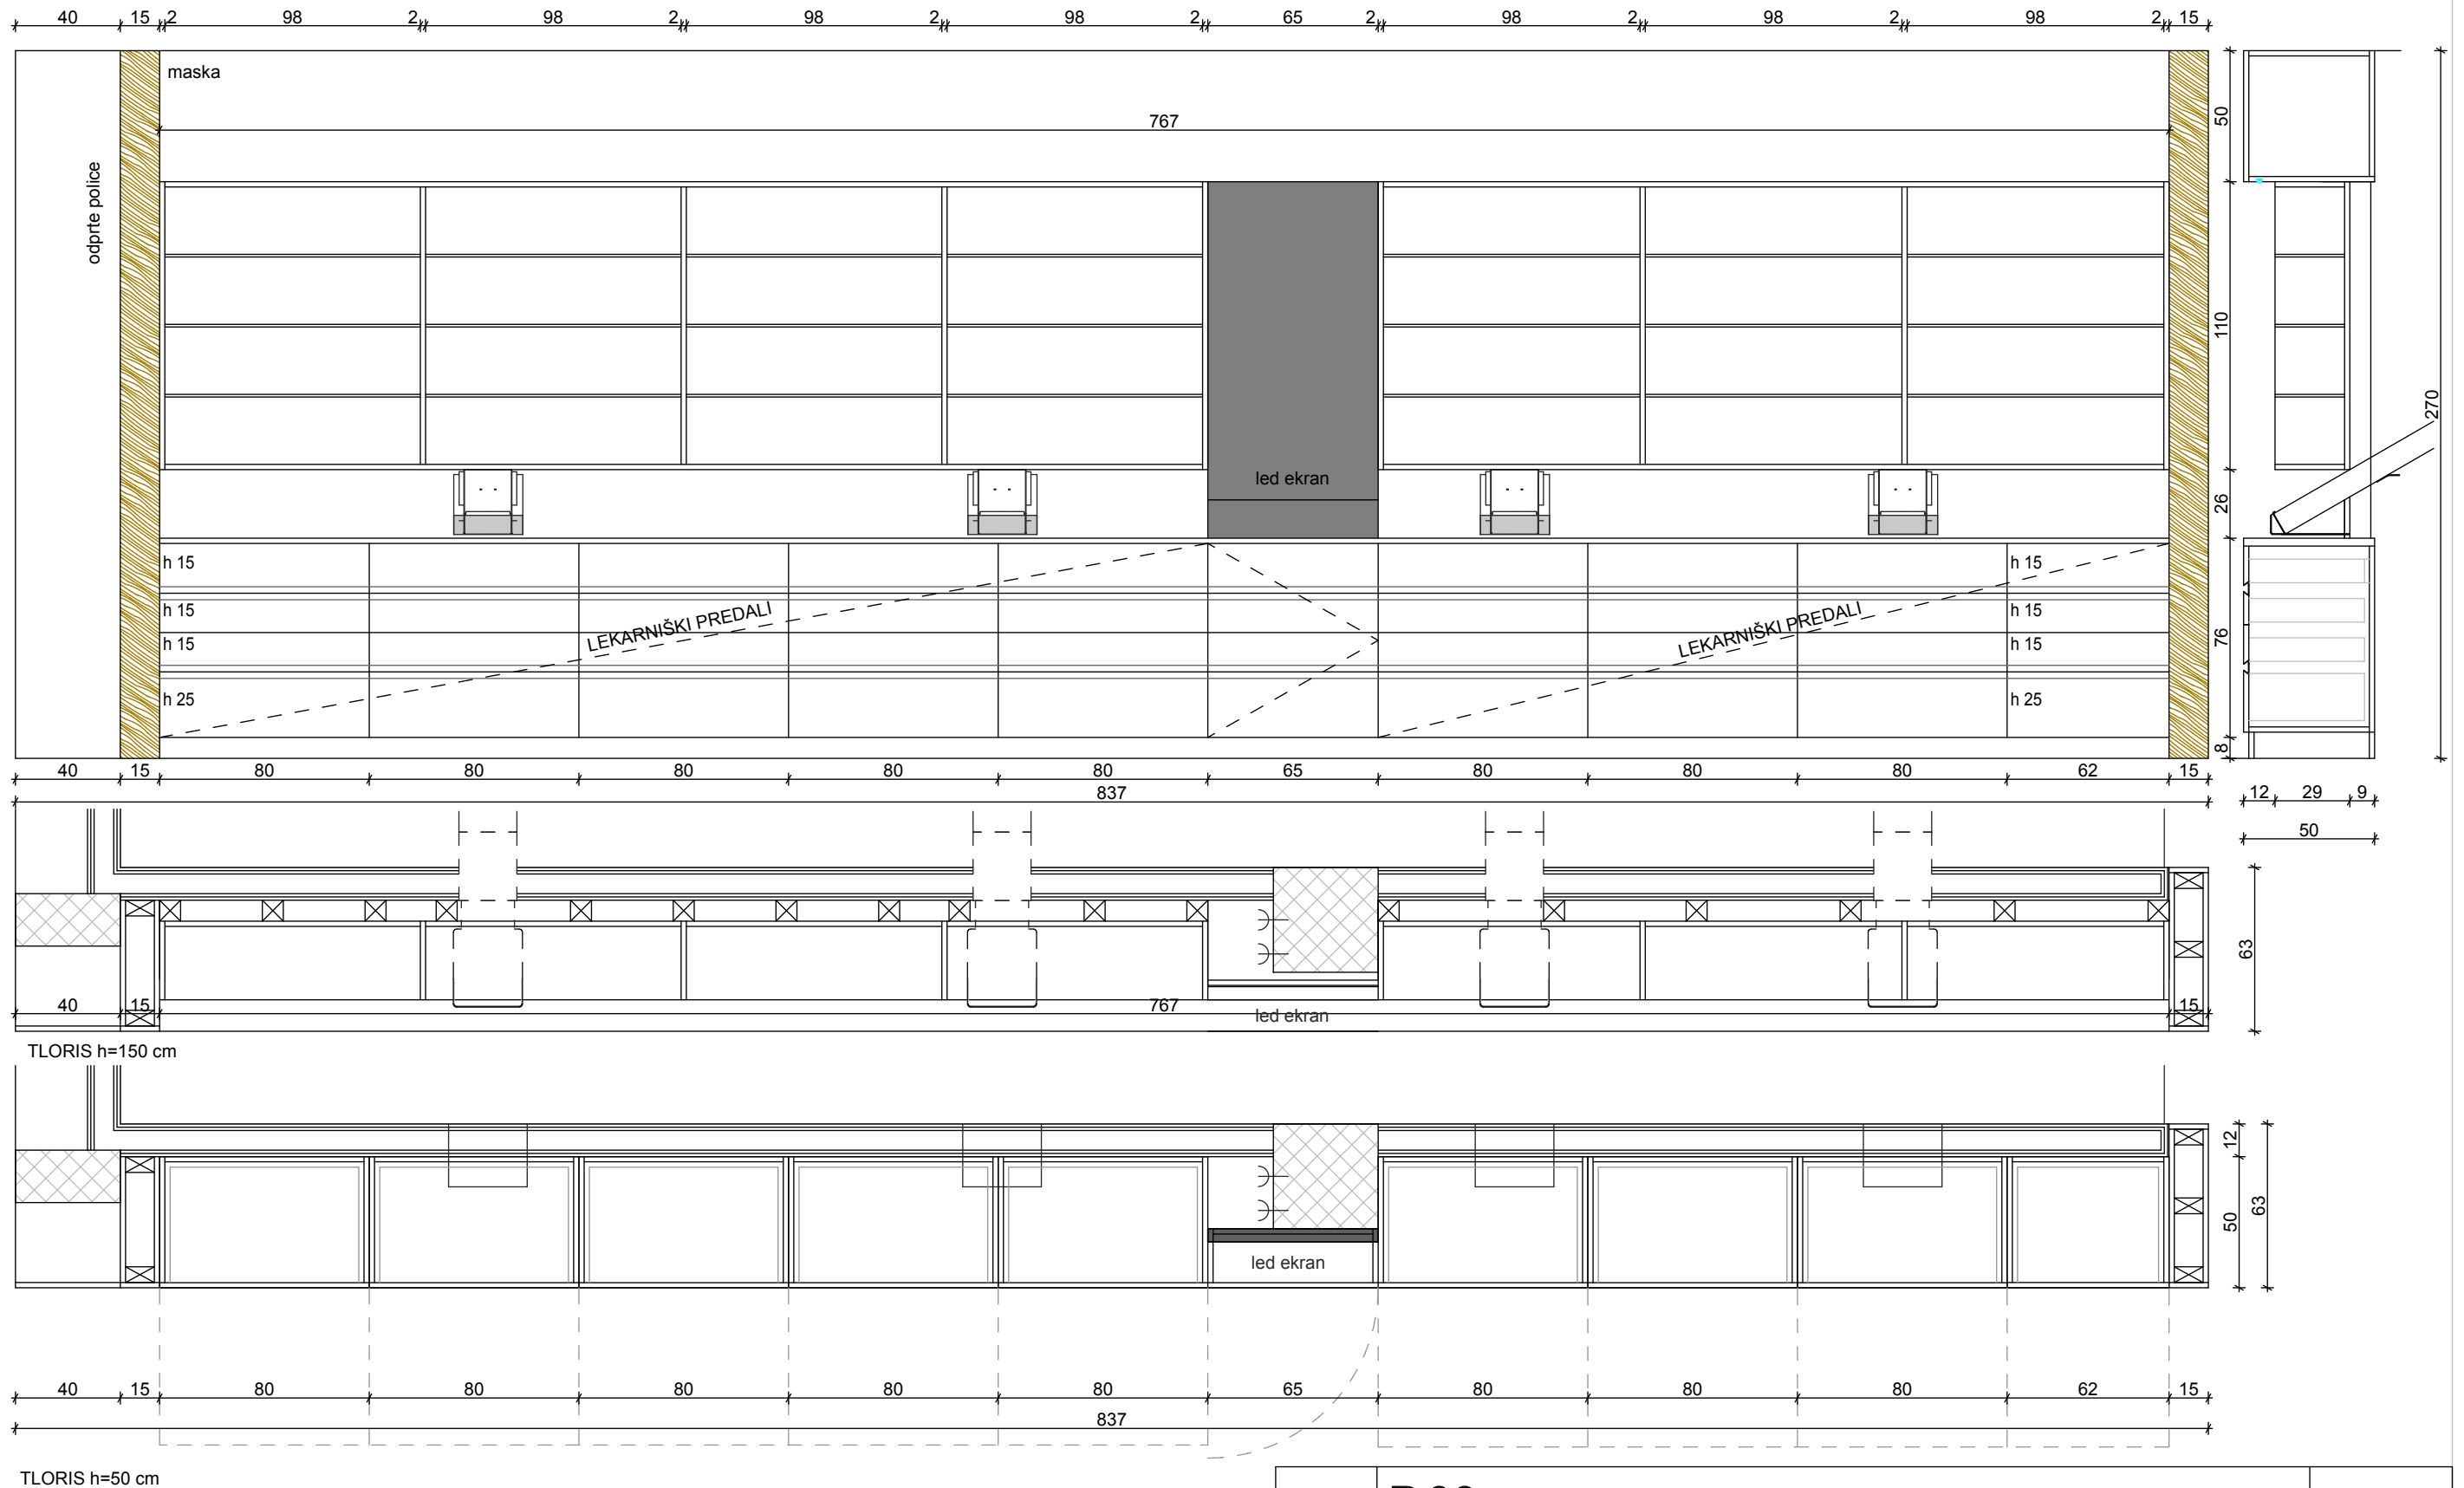 40 15 2 98 2 98 2 98 2 98 2 65 2 98 2 98 2 98 2 15
maska
767
50
odprte police
110
270
led ekran
26
h 15 h 15
h 15 LEKARNIŠKI PREDALI LEKARNIŠKI PREDALI h 15
h 15 h 15
76
h 25 h 25
8
40 15 80 80 80 80 80 65 80 80 80 62 15
837
12 29 9
50
63
40 15 767 15
led ekran
TLORIS h=150 cm
12
50 63
led ekran
40 15 80 80 80 80 80 65 80 80 80 62 15
837
TLORIS h=50 cm